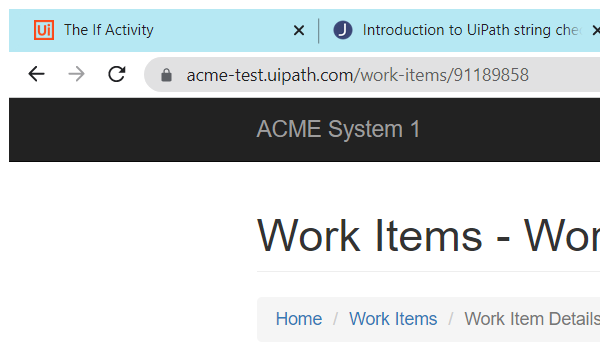 Ui The If Activity J Introduction to UiPath string che
acme-test.uipath.com/work-items/91189858
ACME System 1
Work Items - Wor
Home / Work Items / Work Item Details